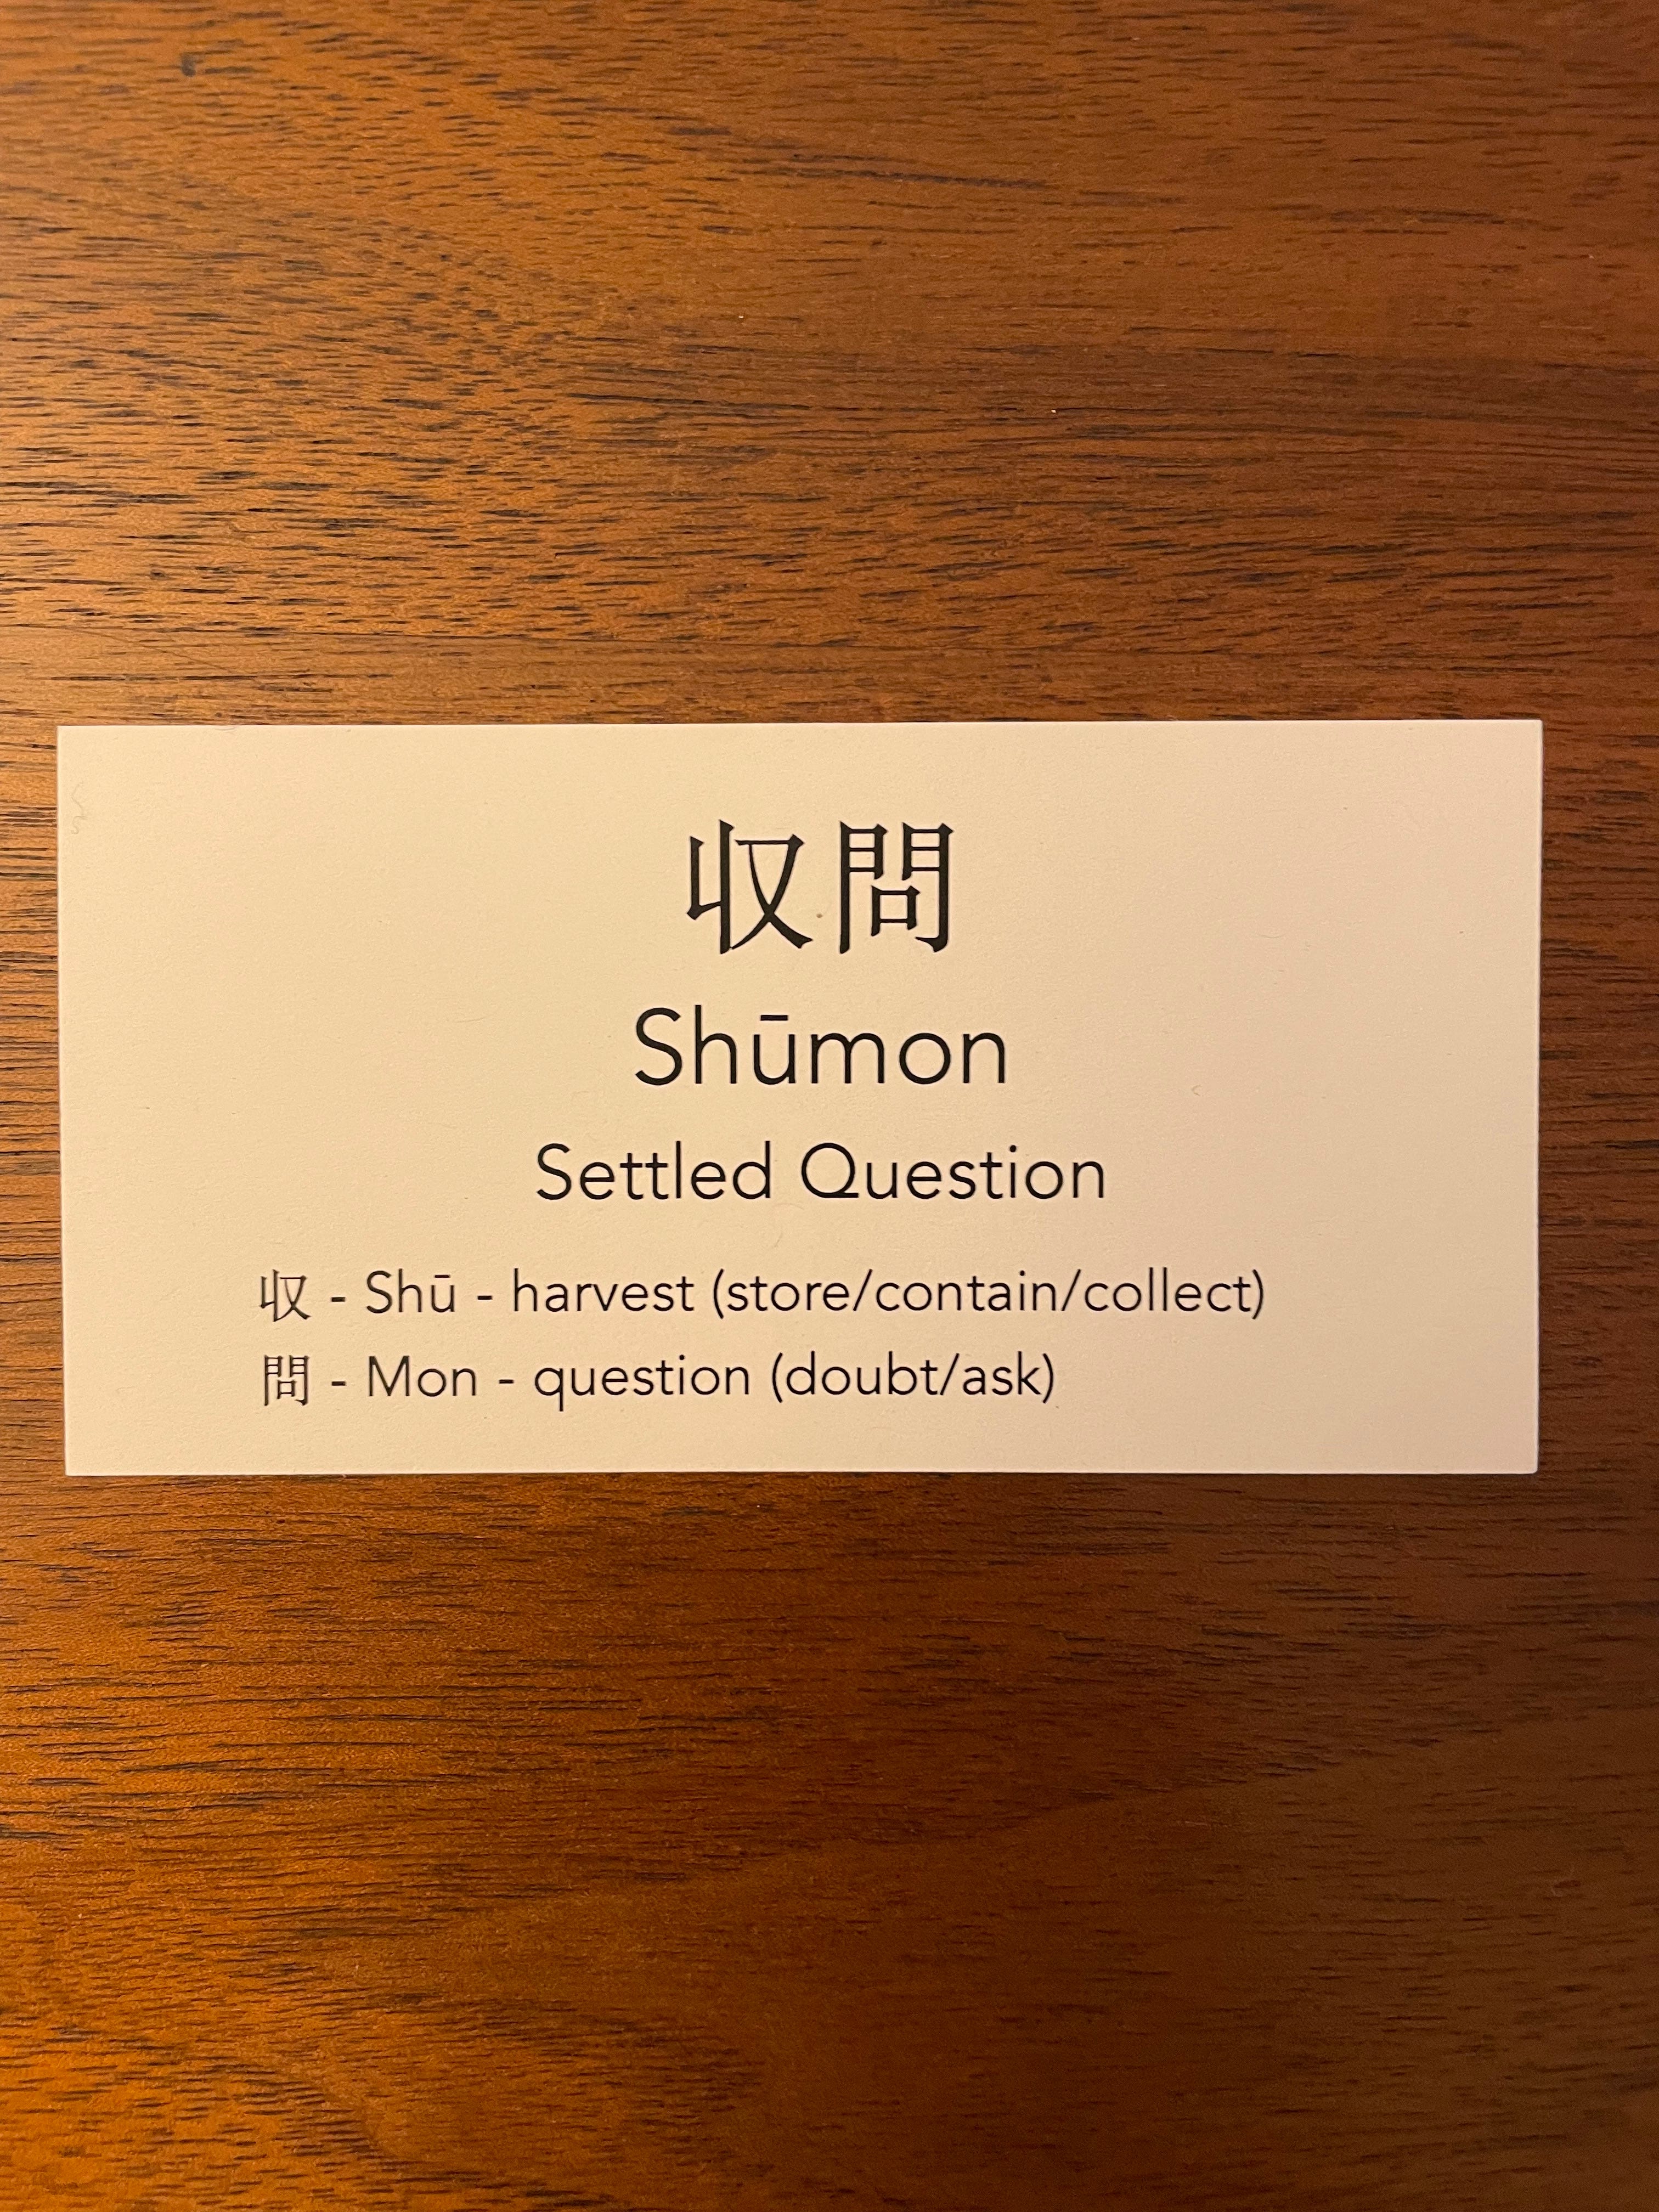 収問
Shūmon
Settled Question
収 - Shū - harvest (store/contain/collect)
問 - Mon - question (doubt/ask)